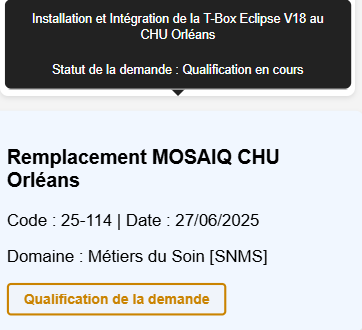 Installation et Intégration de la T-Box Eclipse V18 au
CHU Orléans
Statut de la demande : Qualification en cours
Remplacement MOSAIQ CHU
Orléans
Code : 25-114 | Date : 27/06/2025
Domaine : Métiers du Soin [SNMS]
Qualification de la demande